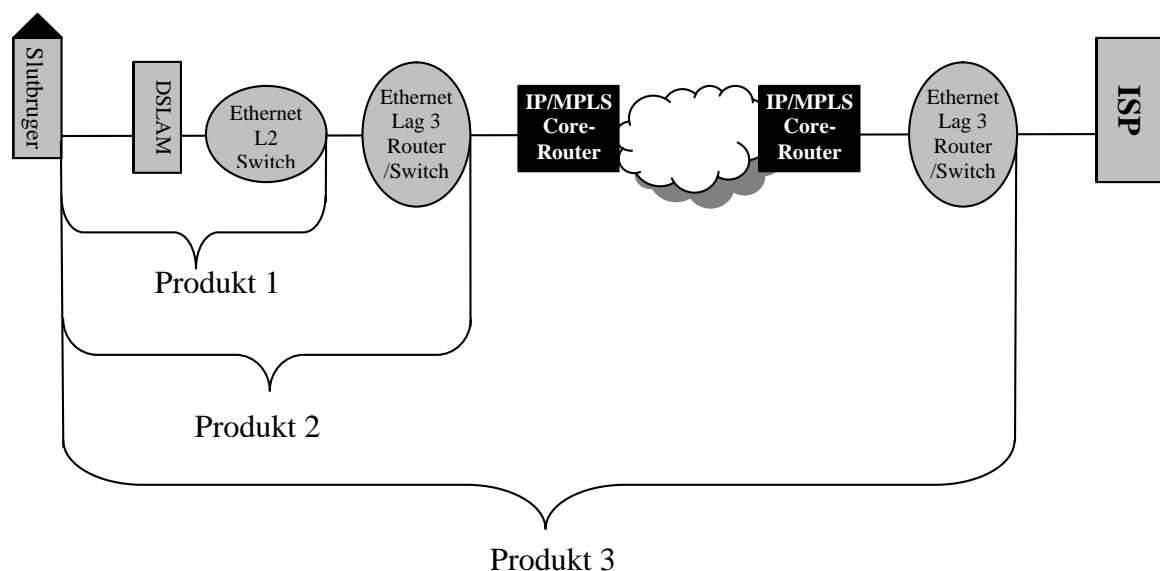 Slutbruger
DSLAM
Ethernet
L2
Switch
Ethernet
Lag 3
Router
/Switch
IP/MPLS
Core-
Router
IP/MPLS
Core-
Router
Ethernet
Lag 3
Router
/Switch
ISP
Produkt 1
Produkt 2
Produkt 3